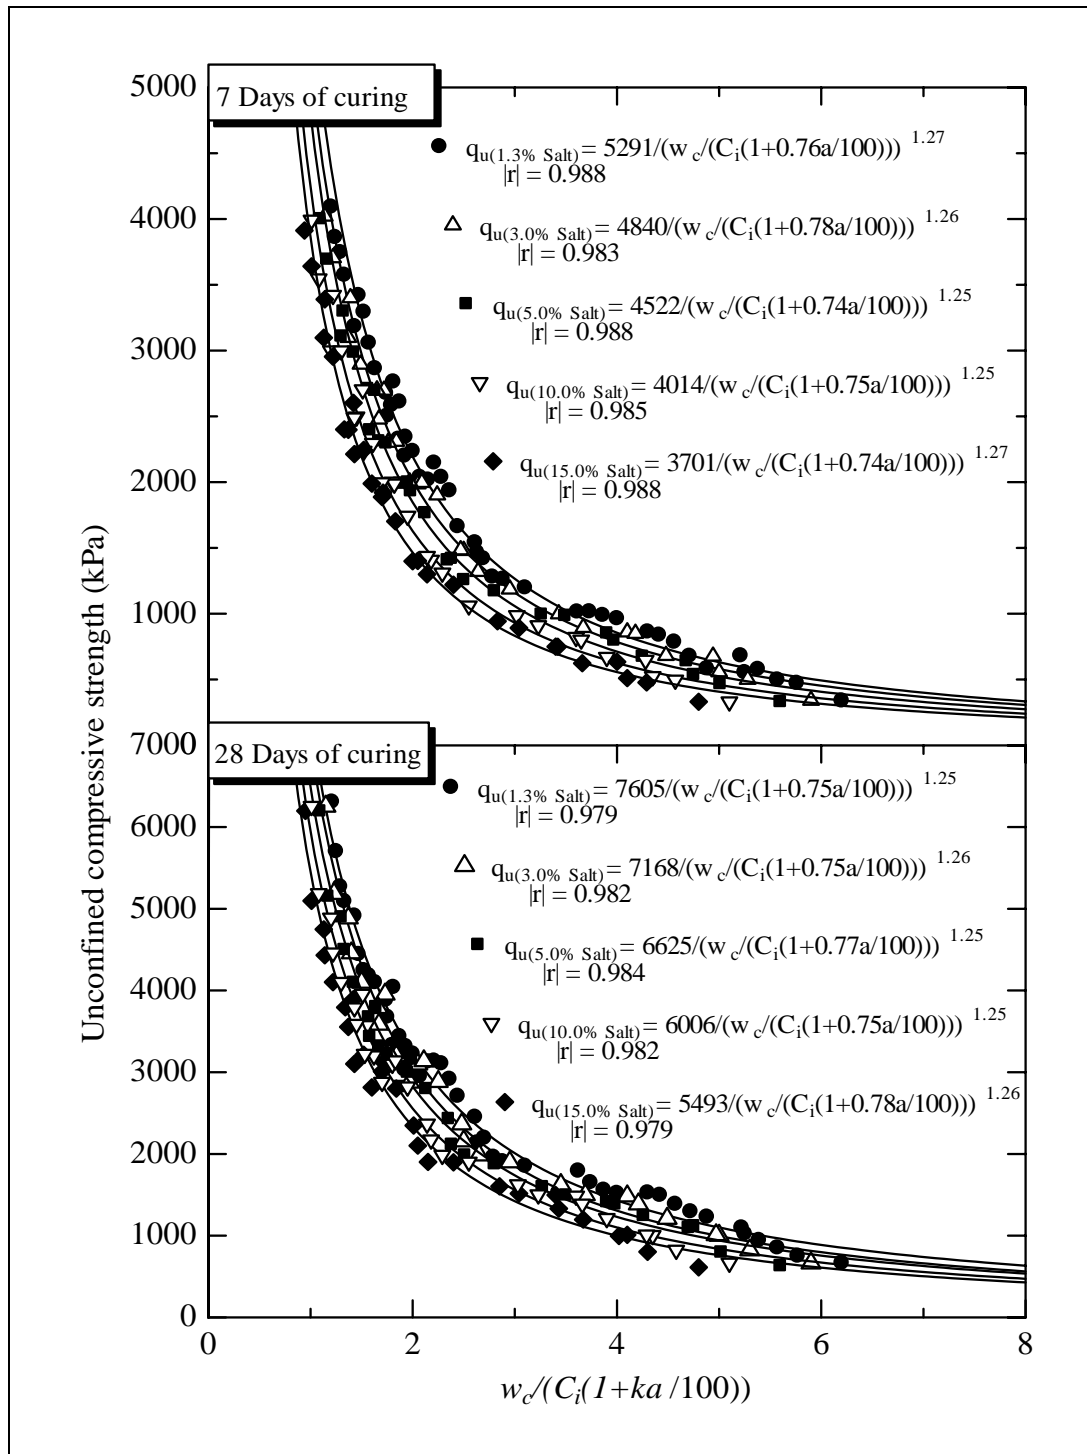 Unconfined compressive strength (kPa)
5000
4000
3000
2000
1000
7 Days of curing
q_u(1.3% Salt) = 5291/(w_c/(C_i(1+0.76a/100)))^1.27
|r| = 0.988
q_u(3.0% Salt) = 4840/(w_c/(C_i(1+0.78a/100)))^1.26
|r| = 0.983
q_u(5.0% Salt) = 4522/(w_c/(C_i(1+0.74a/100)))^1.25
|r| = 0.988
q_u(10.0% Salt) = 4014/(w_c/(C_i(1+0.75a/100)))^1.25
|r| = 0.985
q_u(15.0% Salt) = 3701/(w_c/(C_i(1+0.74a/100)))^1.27
|r| = 0.988
7000
6000
5000
4000
3000
2000
1000
0
28 Days of curing
q_u(1.3% Salt) = 7605/(w_c/(C_i(1+0.75a/100)))^1.25
|r| = 0.979
q_u(3.0% Salt) = 7168/(w_c/(C_i(1+0.75a/100)))^1.26
|r| = 0.982
q_u(5.0% Salt) = 6625/(w_c/(C_i(1+0.77a/100)))^1.25
|r| = 0.984
q_u(10.0% Salt) = 6006/(w_c/(C_i(1+0.75a/100)))^1.25
|r| = 0.982
q_u(15.0% Salt) = 5493/(w_c/(C_i(1+0.78a/100)))^1.26
|r| = 0.979
0 2 4 6 8
w_c/(C_i(1+ka/100))